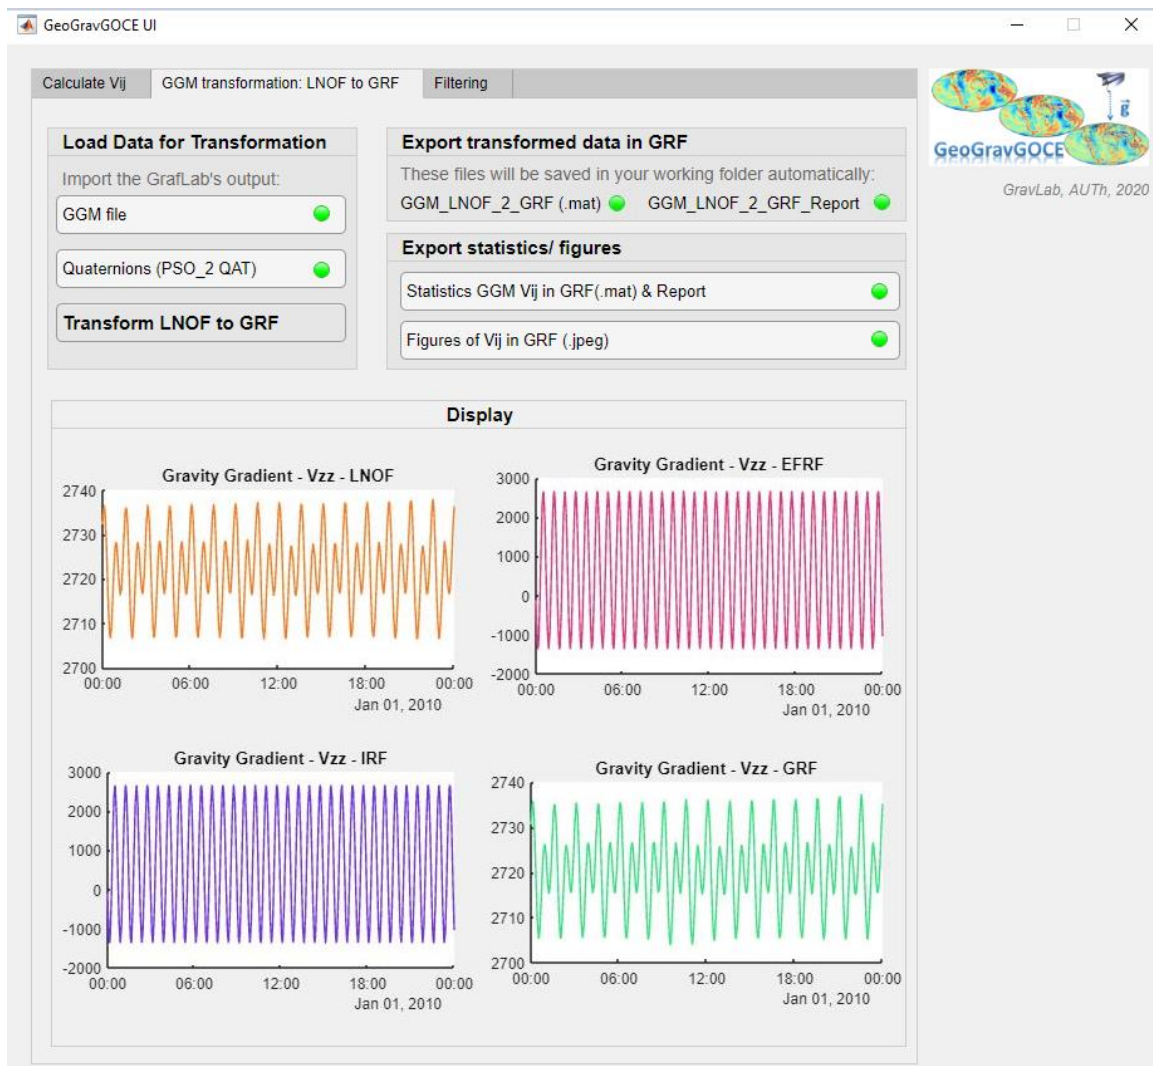 GeoGravGOCE UI
Calculate Vij
GGM transformation: LNOF to GRF
Filtering
g
GeoGravGOCE
GravLab, AUTh, 2020
Load Data for Transformation
Import the GrafLab's output:
GGM file
Quaternions (PSO_2 QAT)
Transform LNOF to GRF
Export transformed data in GRF
These files will be saved in your working folder automatically:
GGM_LNOF_2_GRF (.mat)
GGM_LNOF_2_GRF_Report
Export statistics/ figures
Statistics GGM Vij in GRF(.mat) & Report
Figures of Vij in GRF (.jpeg)
Display
Gravity Gradient - Vzz - LNOF
2740
2730
2720
2710
2700
00:00 06:00 12:00 18:00 00:00
Jan 01, 2010
Gravity Gradient - Vzz - EFRF
3000
2000
1000
0
-1000
-2000
00:00 06:00 12:00 18:00 00:00
Jan 01, 2010
Gravity Gradient - Vzz - IRF
3000
2000
1000
0
-1000
-2000
00:00 06:00 12:00 18:00 00:00
Jan 01, 2010
Gravity Gradient - Vzz - GRF
2740
2730
2720
2710
2700
00:00 06:00 12:00 18:00 00:00
Jan 01, 2010